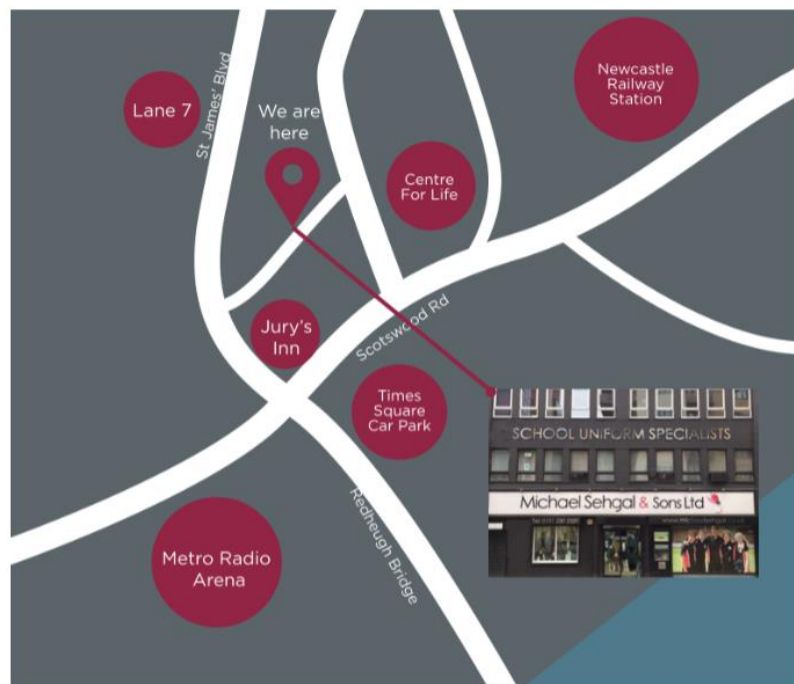 Newcastle
Railway
Station
Lane 7
St James' Blvd
We are
here
Centre
For Life
Jury's
Inn
Scotswood Rd
Times
Square
Car Park
SCHOOL UNIFORM SPECIALISTS
Michael Sehgal & Sons Ltd
Redheugh Bridge
Metro Radio
Arena